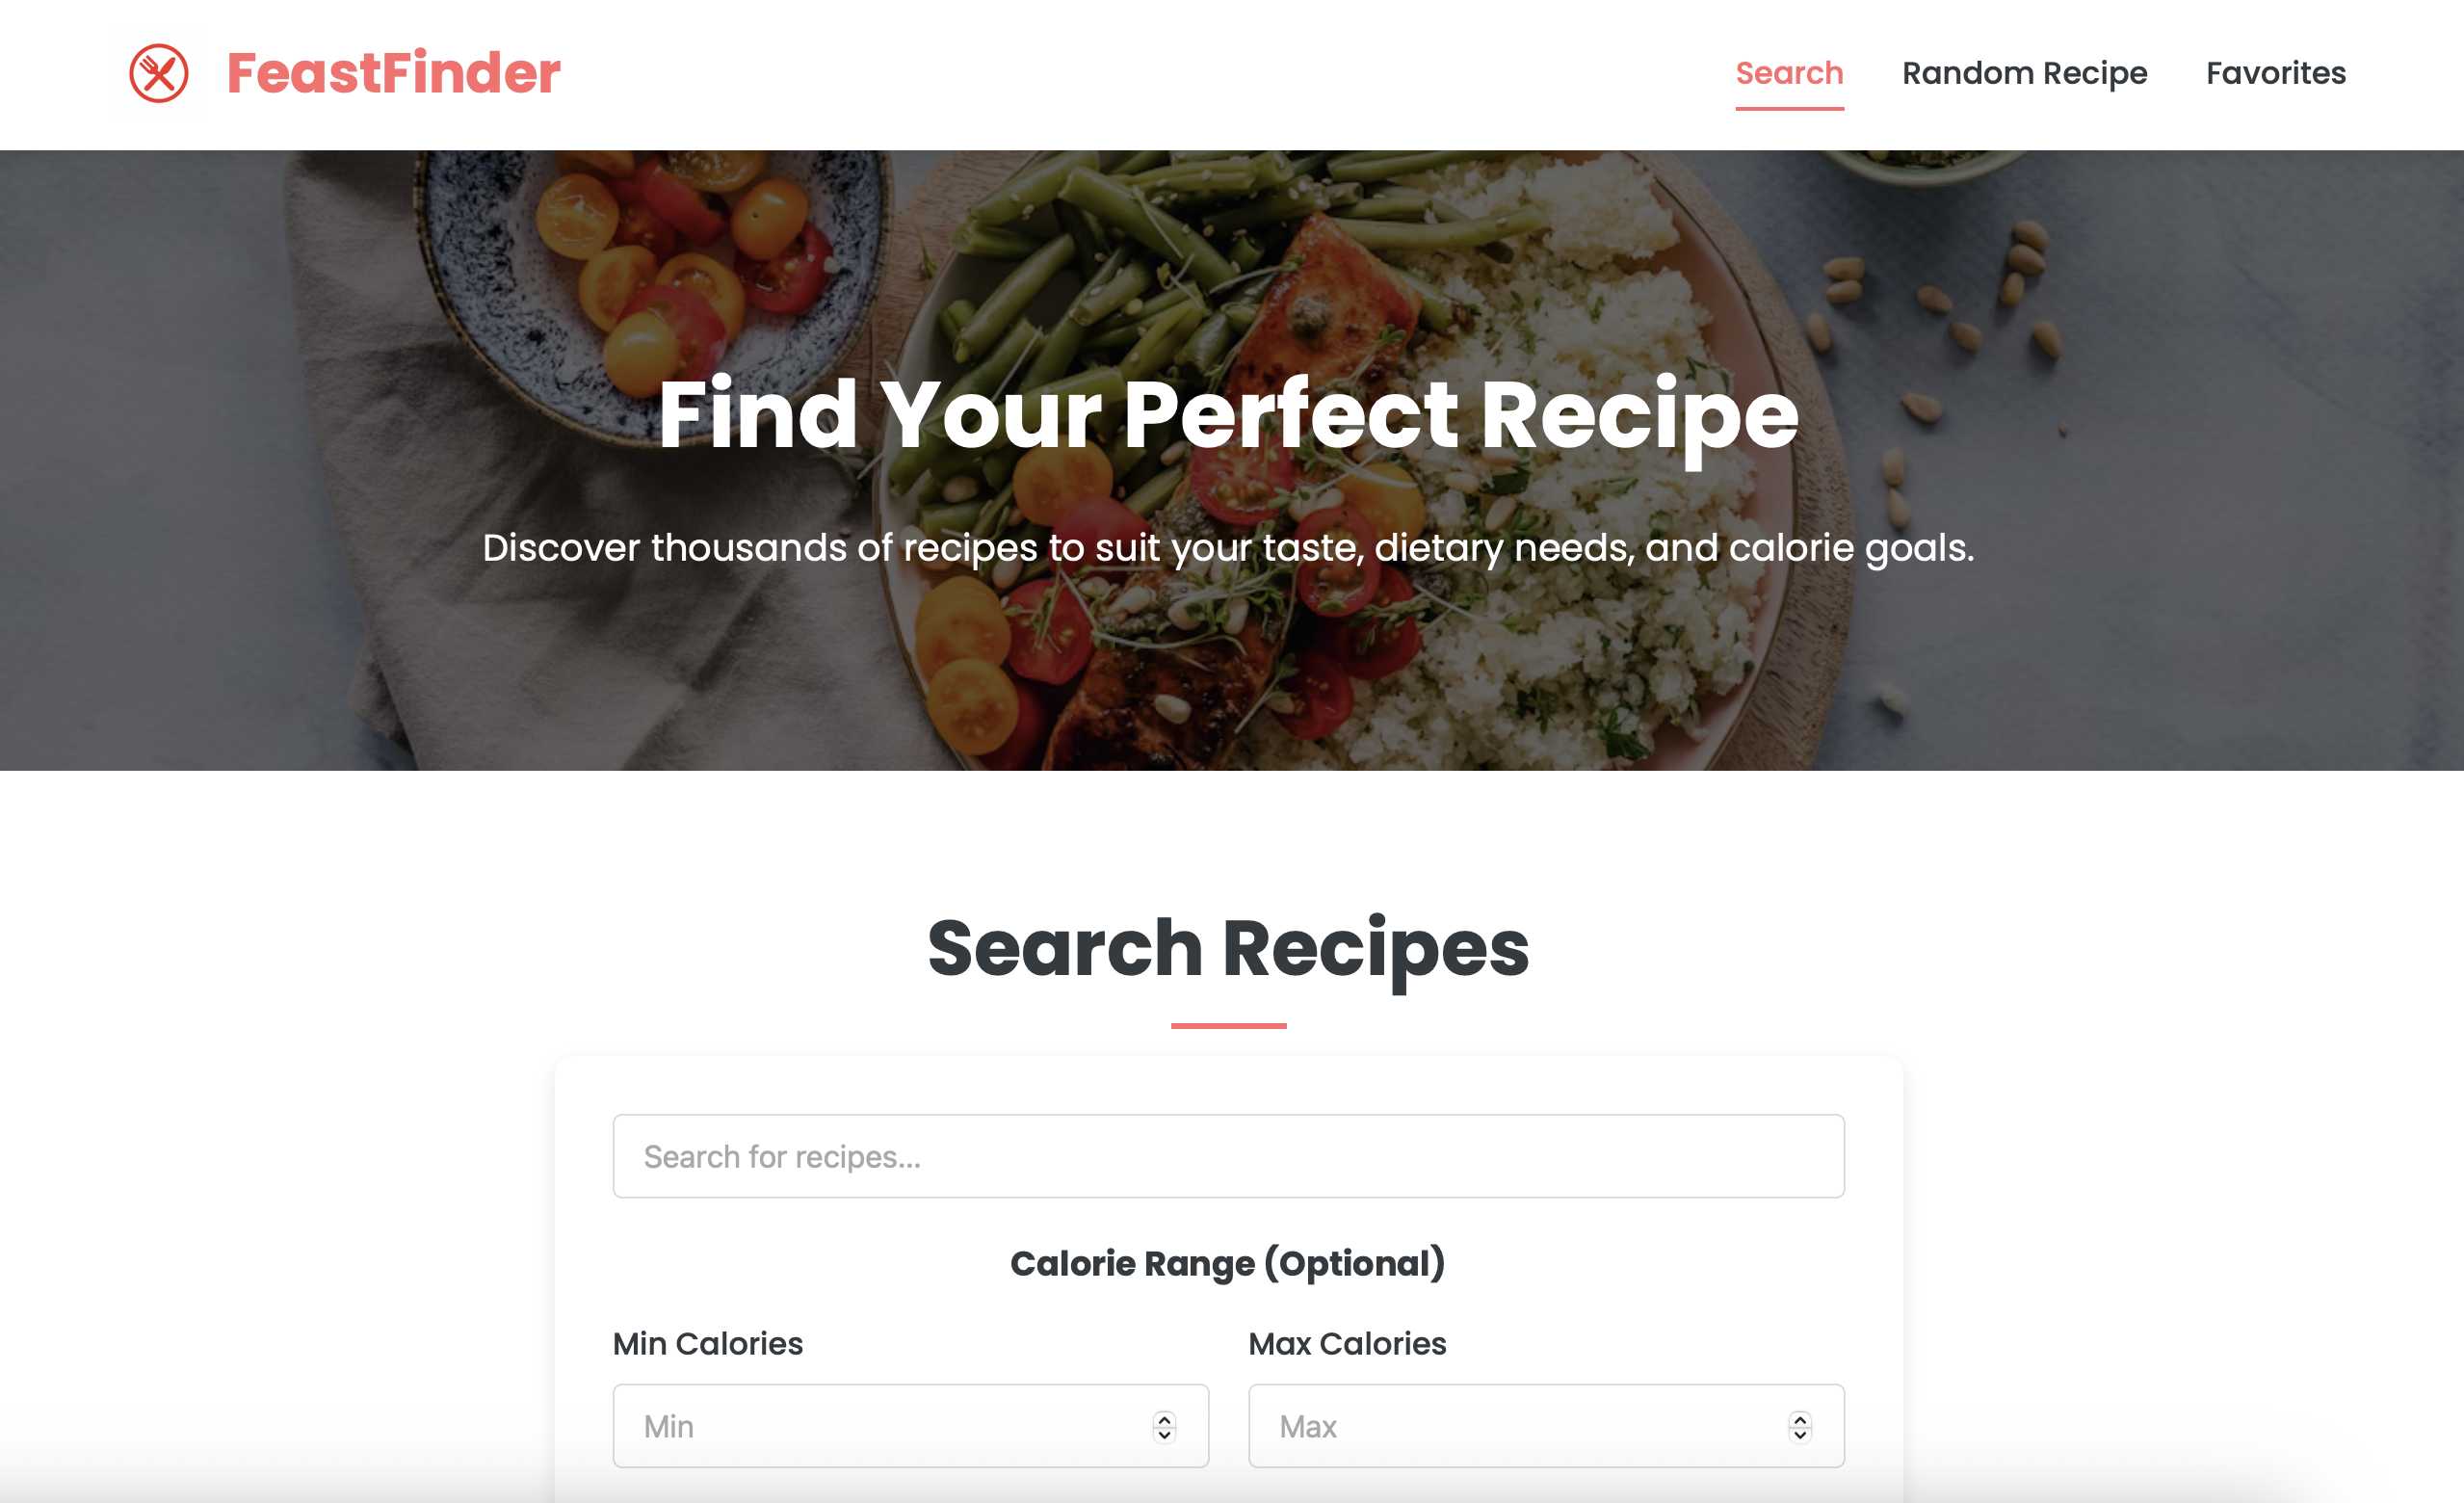 FeastFinder
Search
Random Recipe
Favorites
Find Your Perfect Recipe
Discover thousands of recipes to suit your taste, dietary needs, and calorie goals.
Search Recipes
Search for recipes...
Calorie Range (Optional)
Min Calories
Max Calories
Min
Max